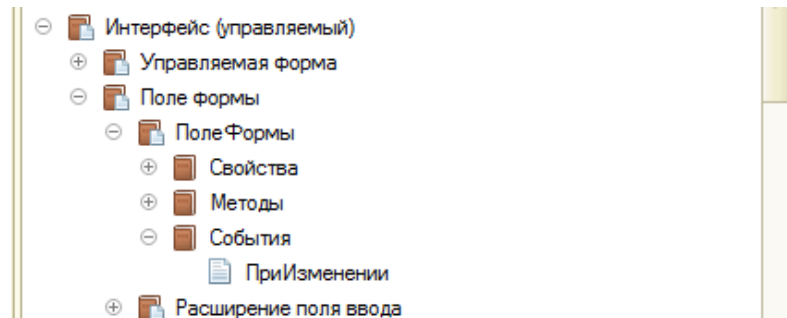 Интерфейс (управляемый)
Управляемая форма
Поле формы
ПолеФормы
Свойства
Методы
События
ПриИзменении
Расширение поля ввода